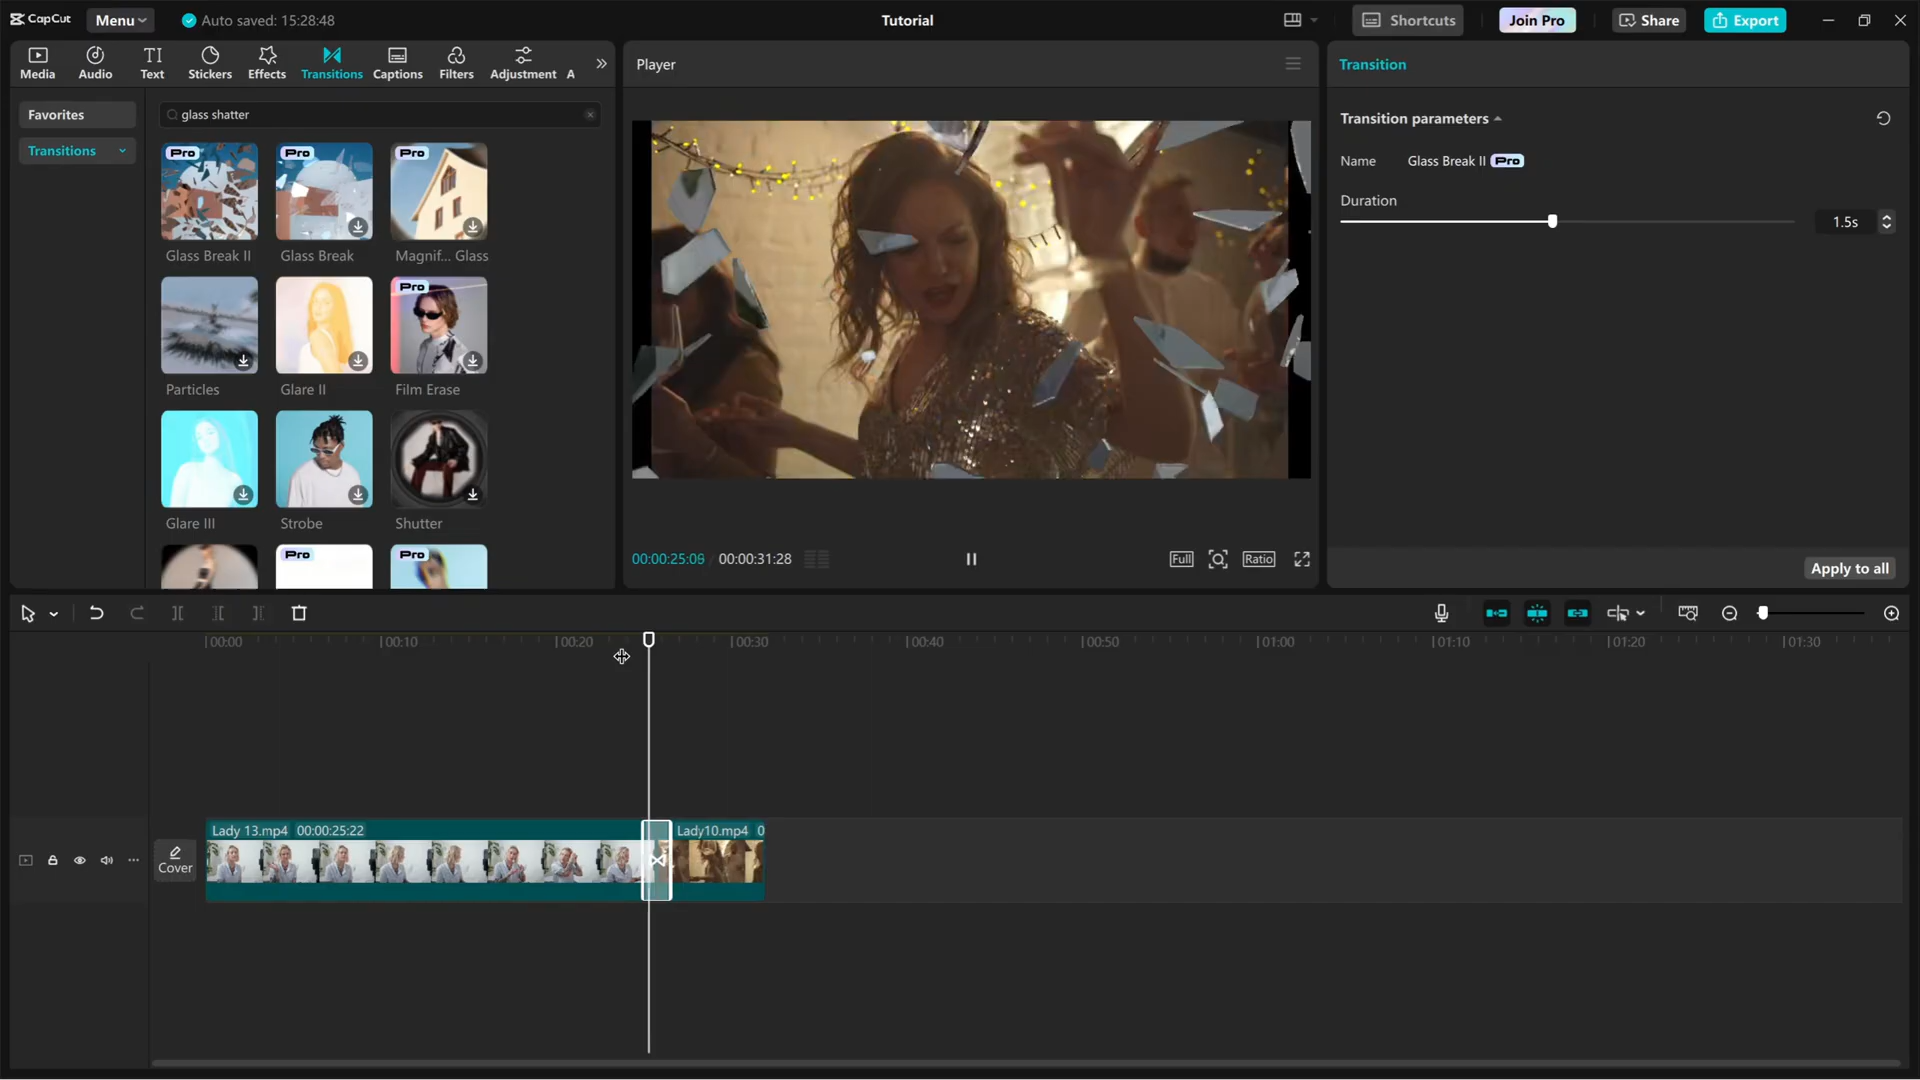 CapCut
Menu
Auto saved: 15:28:48
Tutorial
Shortcuts
Join Pro
Share
Export
Media
Audio
TI
Text
Stickers
Effects
Transitions
Captions
Filters
Adjustment
A
Favorites
Transitions
glass shatter
Pro
Pro
Pro
Glass Break II
Glass Break
Magnif... Glass
Pro
Particles
Glare II
Film Erase
Glare III
Strobe
Shutter
Pro
Pro
Player
00:00:25:09
00:00:31:28
Full
Ratio
Transition
Transition parameters
Name
Glass Break II Pro
Duration
1.5s
Apply to all
00:00
00:10
00:20
00:30
00:40
00:50
01:00
01:10
01:20
01:30
Cover
Lady 13.mp4 00:00:25:22
Lady10.mp4 0